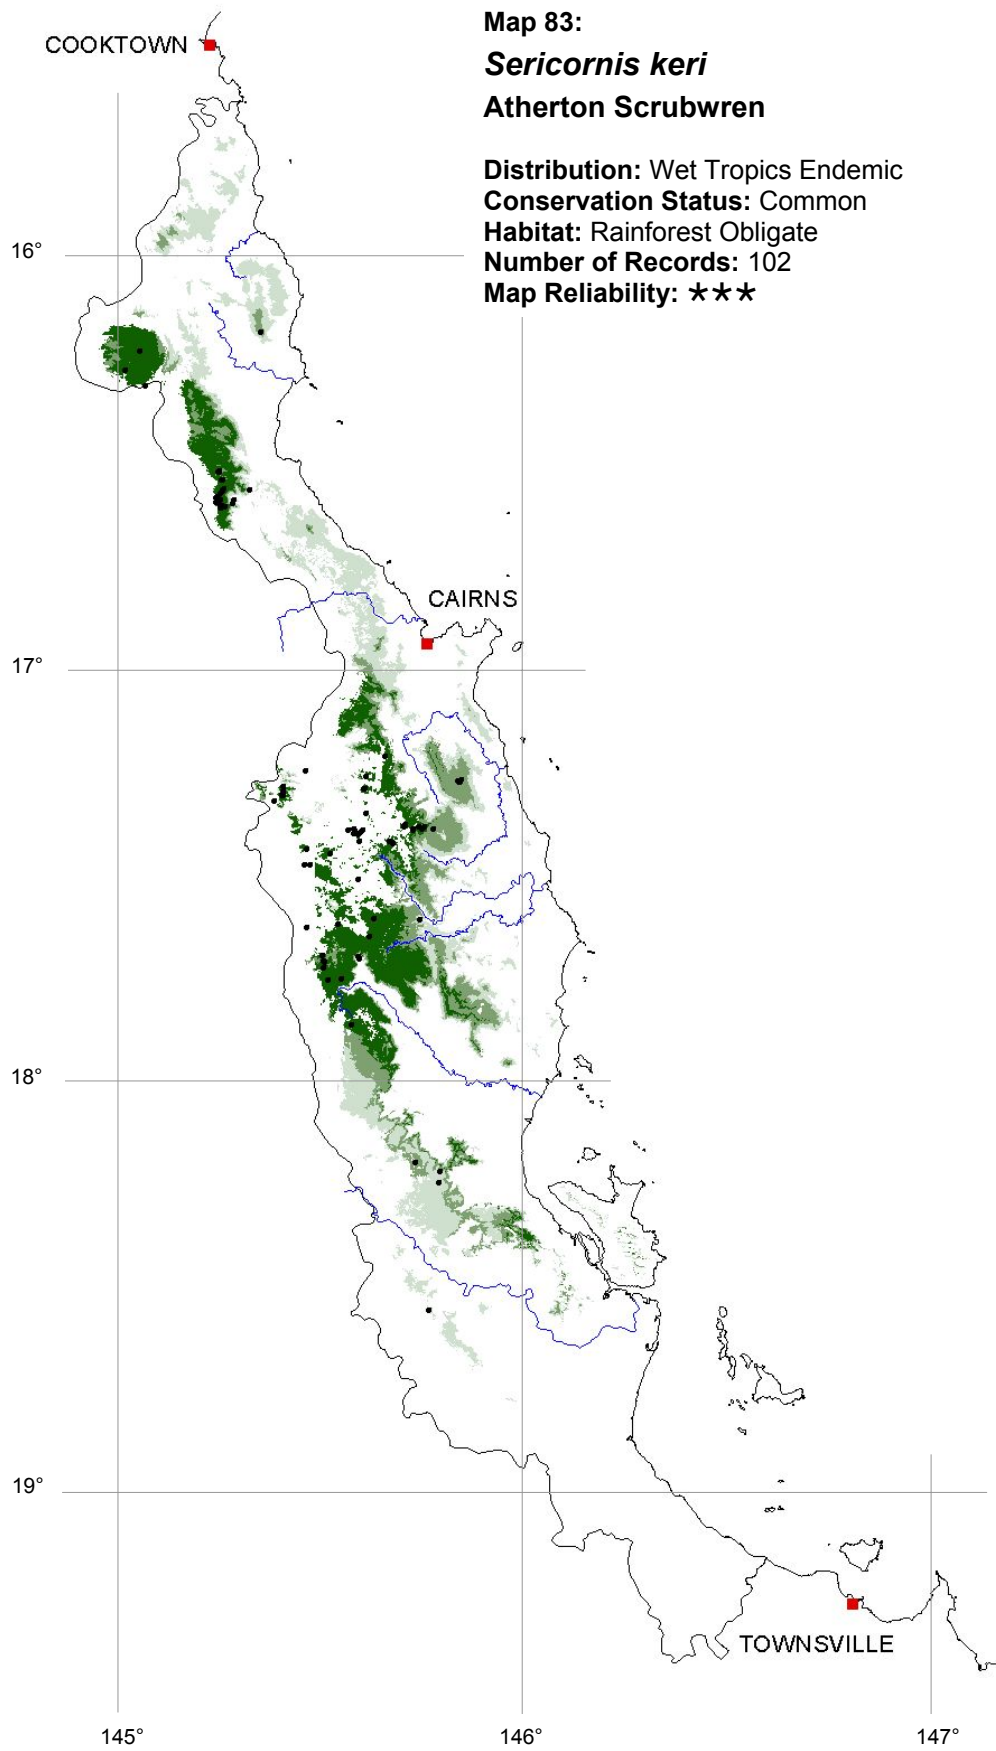 Map 83:
COOKTOWN
Sericornis keri
Atherton Scrubwren
Distribution: Wet Tropics Endemic
Conservation Status: Common
Habitat: Rainforest Obligate
Number of Records: 102
Map Reliability: ***
16°
CAIRNS
17°
18°
19°
TOWNSVILLE
145°
146°
147°